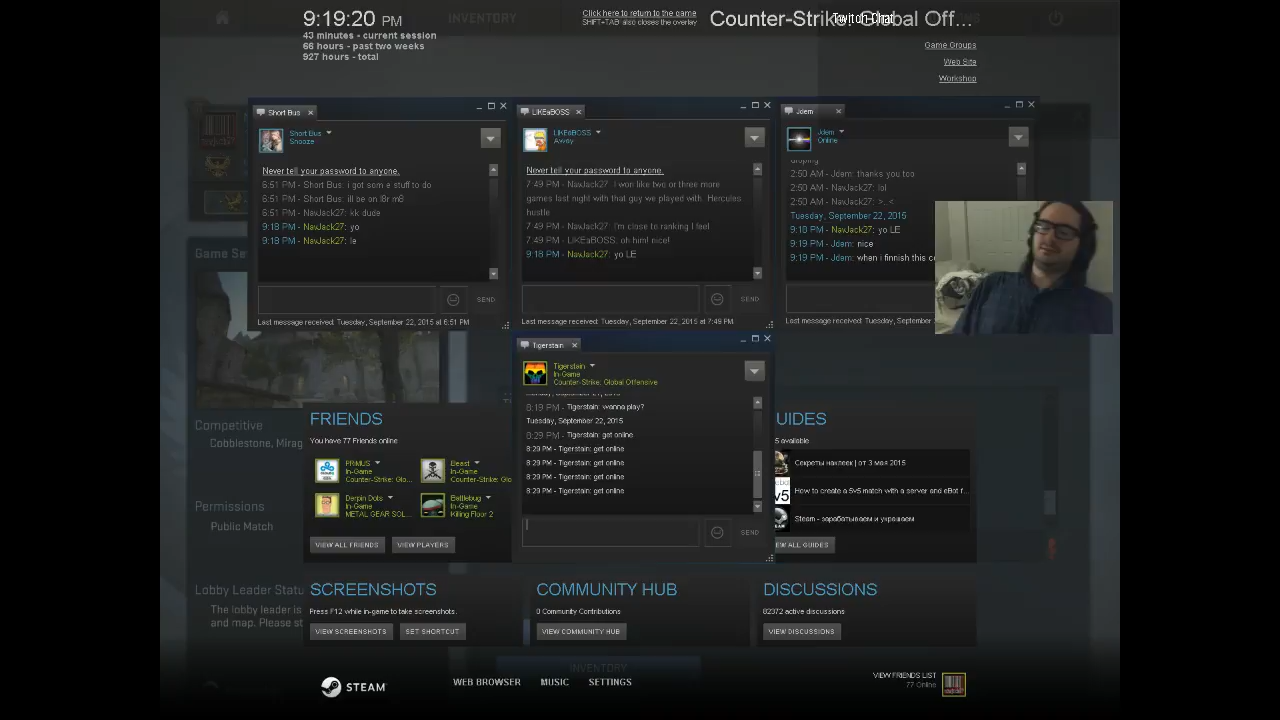 9:19:20 PM
43 minutes - current session
66 hours - past two weeks
927 hours - total
INVENTORY
Click here to return to the game
SHIFT+TAB also closes the overlay
Counter-Strike: Global Off...
Twitch Chat
Game Groups
Web Site
Workshop
Short Bus
Short Bus
Snooze
Never tell your password to anyone.
6:51 PM - Short Bus: i got som e stuff to do
6:51 PM - Short Bus: ill be on l8r m8
6:51 PM - NavJack27: kk dude
9:18 PM - NavJack27: yo
9:18 PM - NavJack27: le
SEND
Last message received: Tuesday, September 22, 2015 at 6:51 PM
LIKEaBOSS
LIKEaBOSS
Away
Never tell your password to anyone.
7:49 PM - NavJack27: I won like two or three more
games last night with that guy we played with. Hercules
hustle
7:49 PM - NavJack27: I'm close to ranking I feel
7:49 PM - LIKEaBOSS: oh him! nice!
9:18 PM - NavJack27: yo LE
SEND
Last message received: Tuesday, September 22, 2015 at 7:49 PM
Jdem
Jdem
Online
2:50 AM - Jdem: thanks you too
2:50 AM - NavJack27: lol
2:50 AM - NavJack27: >. <
Tuesday, September 22, 2015
9:18 PM - NavJack27: yo LE
9:19 PM - Jdem: nice
9:19 PM - Jdem: when i finnish this
Last message received: Tuesday, September
Tigerstain
Tigerstain
In-Game
Counter-Strike: Global Offensive
8:19 PM - Tigerstain: wanna play?
Tuesday, September 22, 2015
8:29 PM - Tigerstain: get online
8:29 PM - Tigerstain: get online
8:29 PM - Tigerstain: get online
8:29 PM - Tigerstain: get online
8:29 PM - Tigerstain: get online
SEND
Game Se
Competitive
Cobblestone, Mirag
Permissions
Public Match
Lobby Leader Statu
The lobby leader is
and map. Please st
FRIENDS
You have 77 Friends online
PRiMUS
In-Game
Counter-Strike: Glo...
Beast
In-Game
Counter-Strike: Glo
Derpin Dots
In-Game
METAL GEAR SOL...
Battlebug
In-Game
Killing Floor 2
VIEW ALL FRIENDS
VIEW PLAYERS
UIDES
5 available
Секреты наклеек | от 3 мая 2015
How to create a 5v5 match with a server and eBot f...
Steam - зарабатываем и украшаем
EW ALL GUIDES
SCREENSHOTS
Press F12 while in-game to take screenshots.
VIEW SCREENSHOTS
SET SHORTCUT
COMMUNITY HUB
0 Community Contributions
VIEW COMMUNITY HUB
DISCUSSIONS
82372 active discussions
VIEW DISCUSSIONS
INVENTORY
STEAM
WEB BROWSER
MUSIC
SETTINGS
VIEW FRIENDS LIST
77 Online